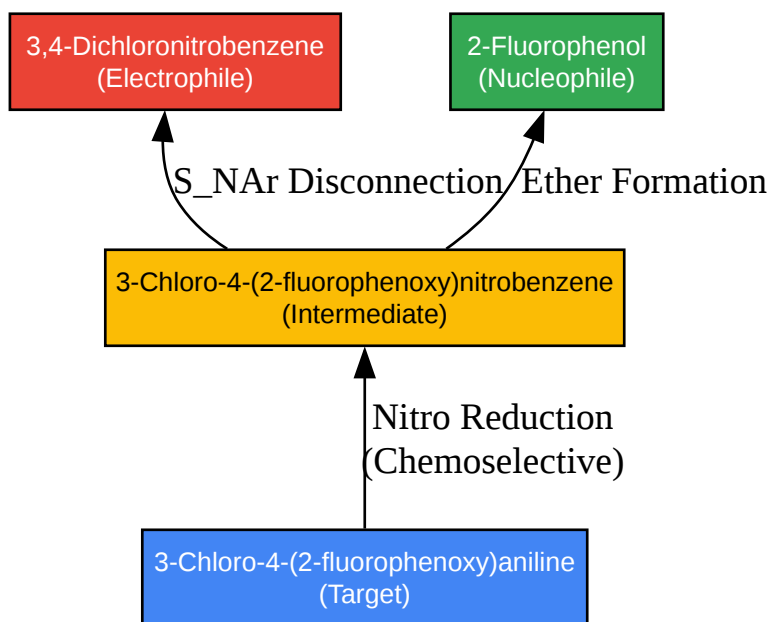 3,4-Dichloronitrobenzene
(Electrophile)
2-Fluorophenol
(Nucleophile)
S_NAr Disconnection
Ether Formation
3-Chloro-4-(2-fluorophenoxy)nitrobenzene
(Intermediate)
Nitro Reduction
(Chemoselective)
3-Chloro-4-(2-fluorophenoxy)aniline
(Target)